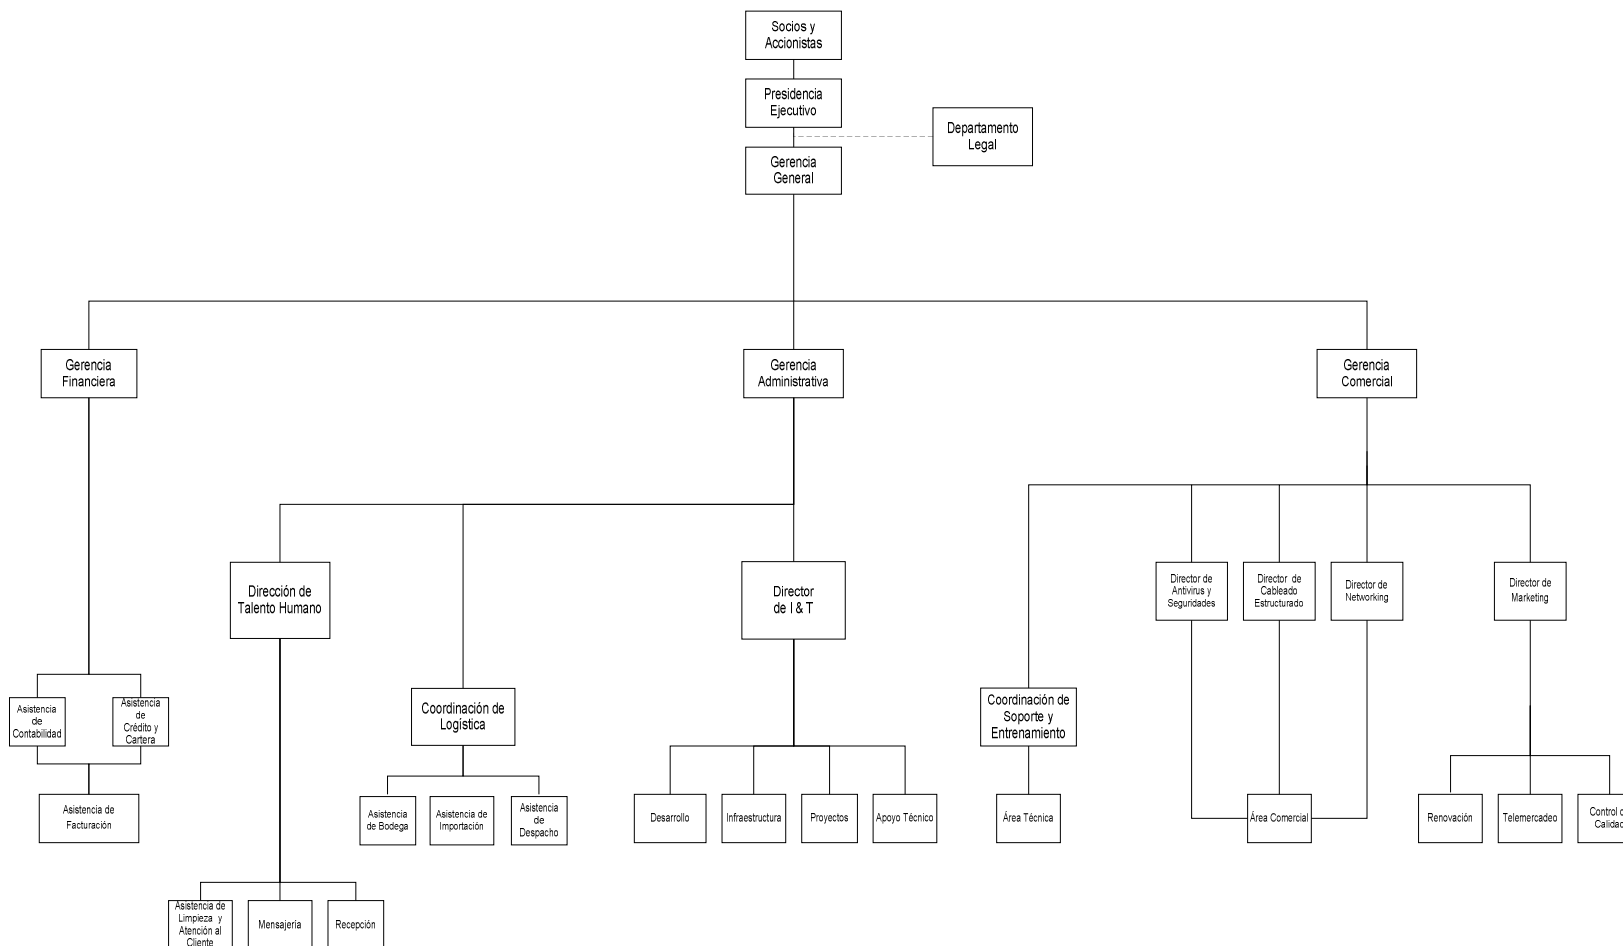 Socios y
Accionistas
Presidencia
Ejecutivo
Departamento
Legal
Gerencia
General
Gerencia
Financiera
Gerencia
Administrativa
Gerencia
Comercial
Dirección de
Talento Humano
Director
de I & T
Director de
Antivirus y
Seguridades
Director de
Cableado
Estructurado
Director de
Networking
Director de
Marketing
Asistencia
de
Contabilidad
Asistencia
de
Crédito y
Cartera
Coordinación de
Logística
Coordinación de
Soporte y
Entrenamiento
Asistencia de
Facturación
Asistencia
de Bodega
Asistencia de
Importación
Asistencia
de
Despacho
Desarrollo
Infraestructura
Proyectos
Apoyo Técnico
Área Técnica
Área Comercial
Renovación
Telemercadeo
Control
Calidad
Asistencia de
Limpieza y
Atención al
Cliente
Mensajería
Recepción